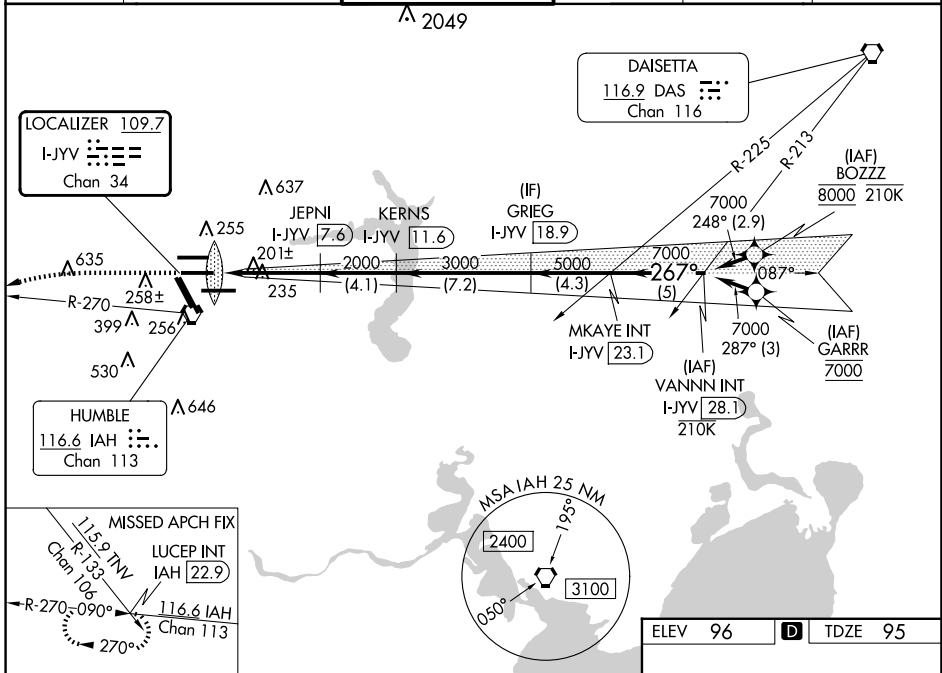 2049
DAISETTA
116.9 DAS
Chan 116
LOCALIZER 109.7
I-JYV
Chan 34
R-225
R-213
(IAF)
BOZZZ
8000 210K
7000
248° (2.9)
637
255
JEPNI
I-JYV 7.6
KERNS
I-JYV 11.6
(IF)
GRIEG
I-JYV 18.9
201±
235
2000
(4.1)
3000
(7.2)
5000
(4.3)
7000
267°
(5)
087°
635
258±
R-270
399
256
530
646
MKAYE INT
I-JYV 23.1
7000
287° (3)
(IAF)
GARRR
7000
(IAF)
VANNN INT
I-JYV 28.1
210K
HUMBLE
116.6 IAH
Chan 113
MISSED APCH FIX
115.9 TNV
R-133
Chan 106
LUCEP INT
IAH 22.9
R-270
090°
116.6 IAH
Chan 113
270°
MSA IAH 25 NM
195°
2400
3100
050°
ELEV 96 D TDZE 95